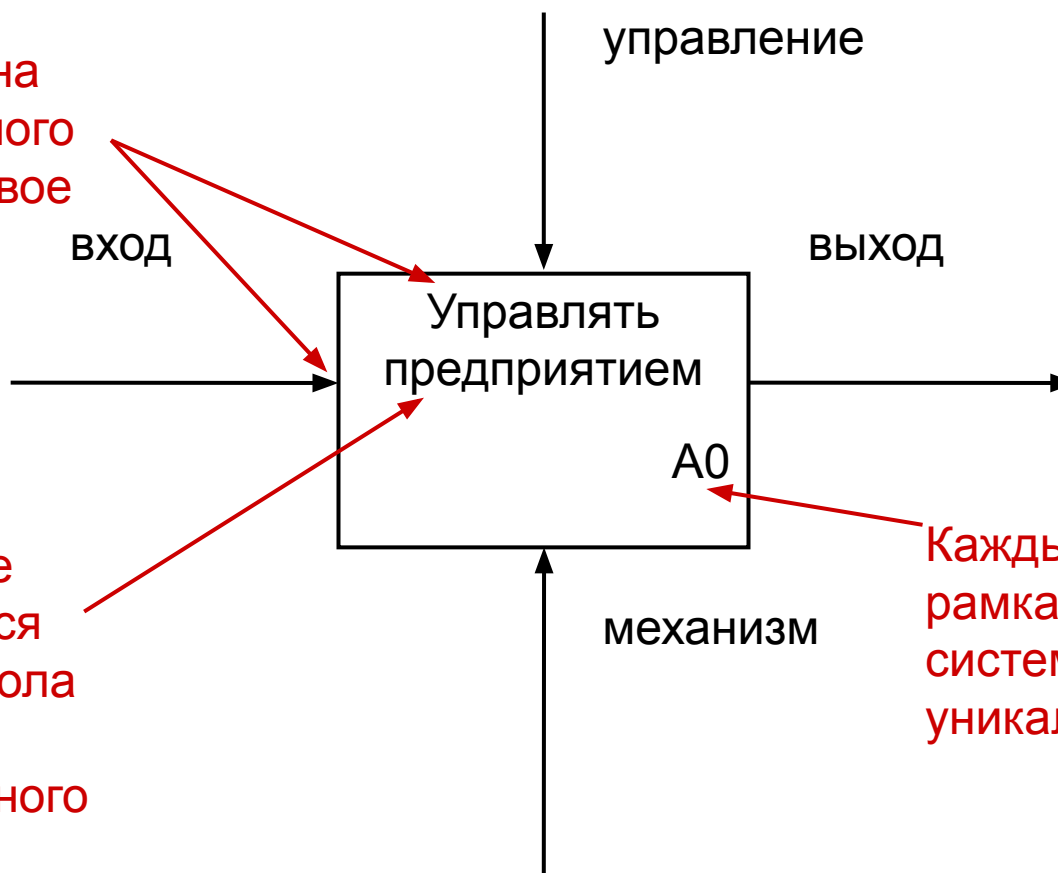 управление
на
ного
вое
вход
выход
Управлять
предприятием
A0
е
ся
ола
ного
механизм
Кажды
рамка
систем
уникал